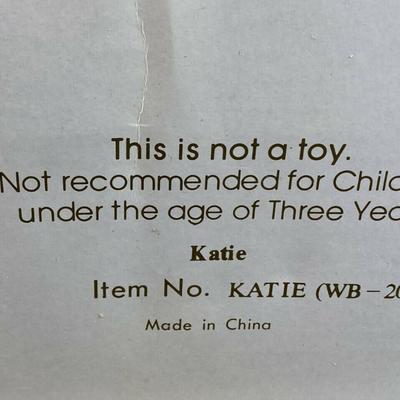 This is not a toy.
Not recommended for Child
under the age of Three Yea
Katie
Item No. KATIE (WB-20
Made in China